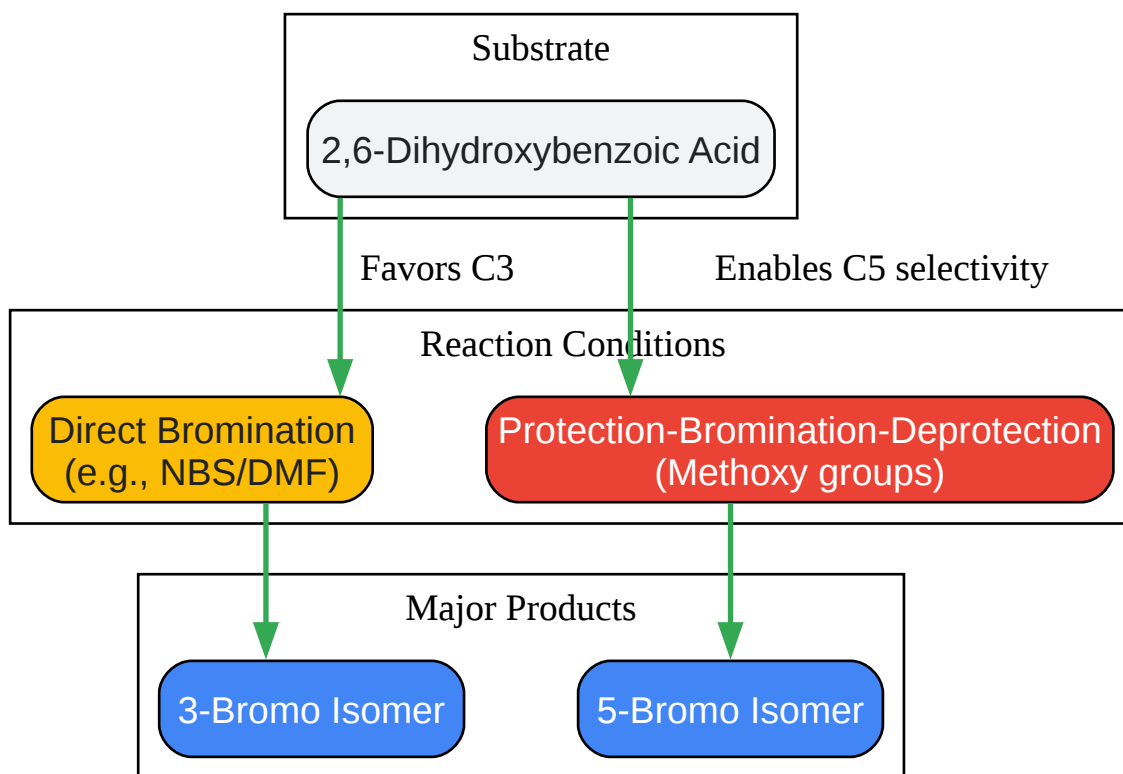 Substrate
2,6-Dihydroxybenzoic Acid
Favors C3
Enables C5 selectivity
Reaction Conditions
Direct Bromination
(e.g., NBS/DMF)
Protection-Bromination-Deprotection
(Methoxy groups)
Major Products
3-Bromo Isomer
5-Bromo Isomer